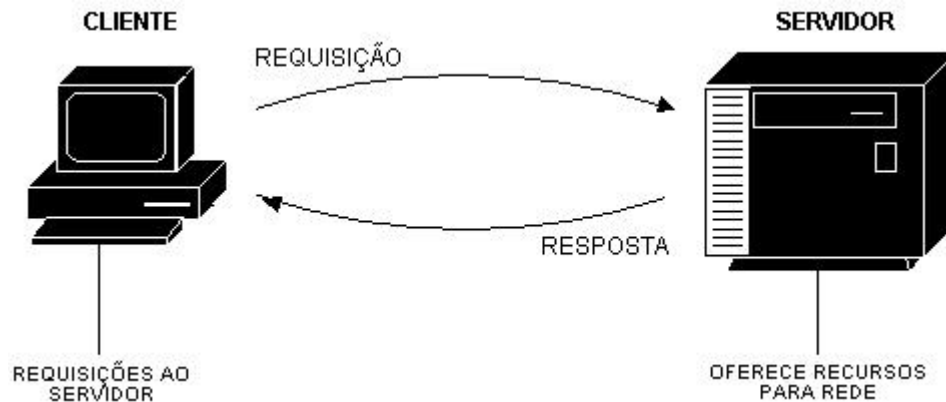 CLIENTE
SERVIDOR
REQUISIÇÃO
RESPOSTA
REQUISIÇÕES AO
SERVIDOR
OFERECE RECURSOS
PARA REDE